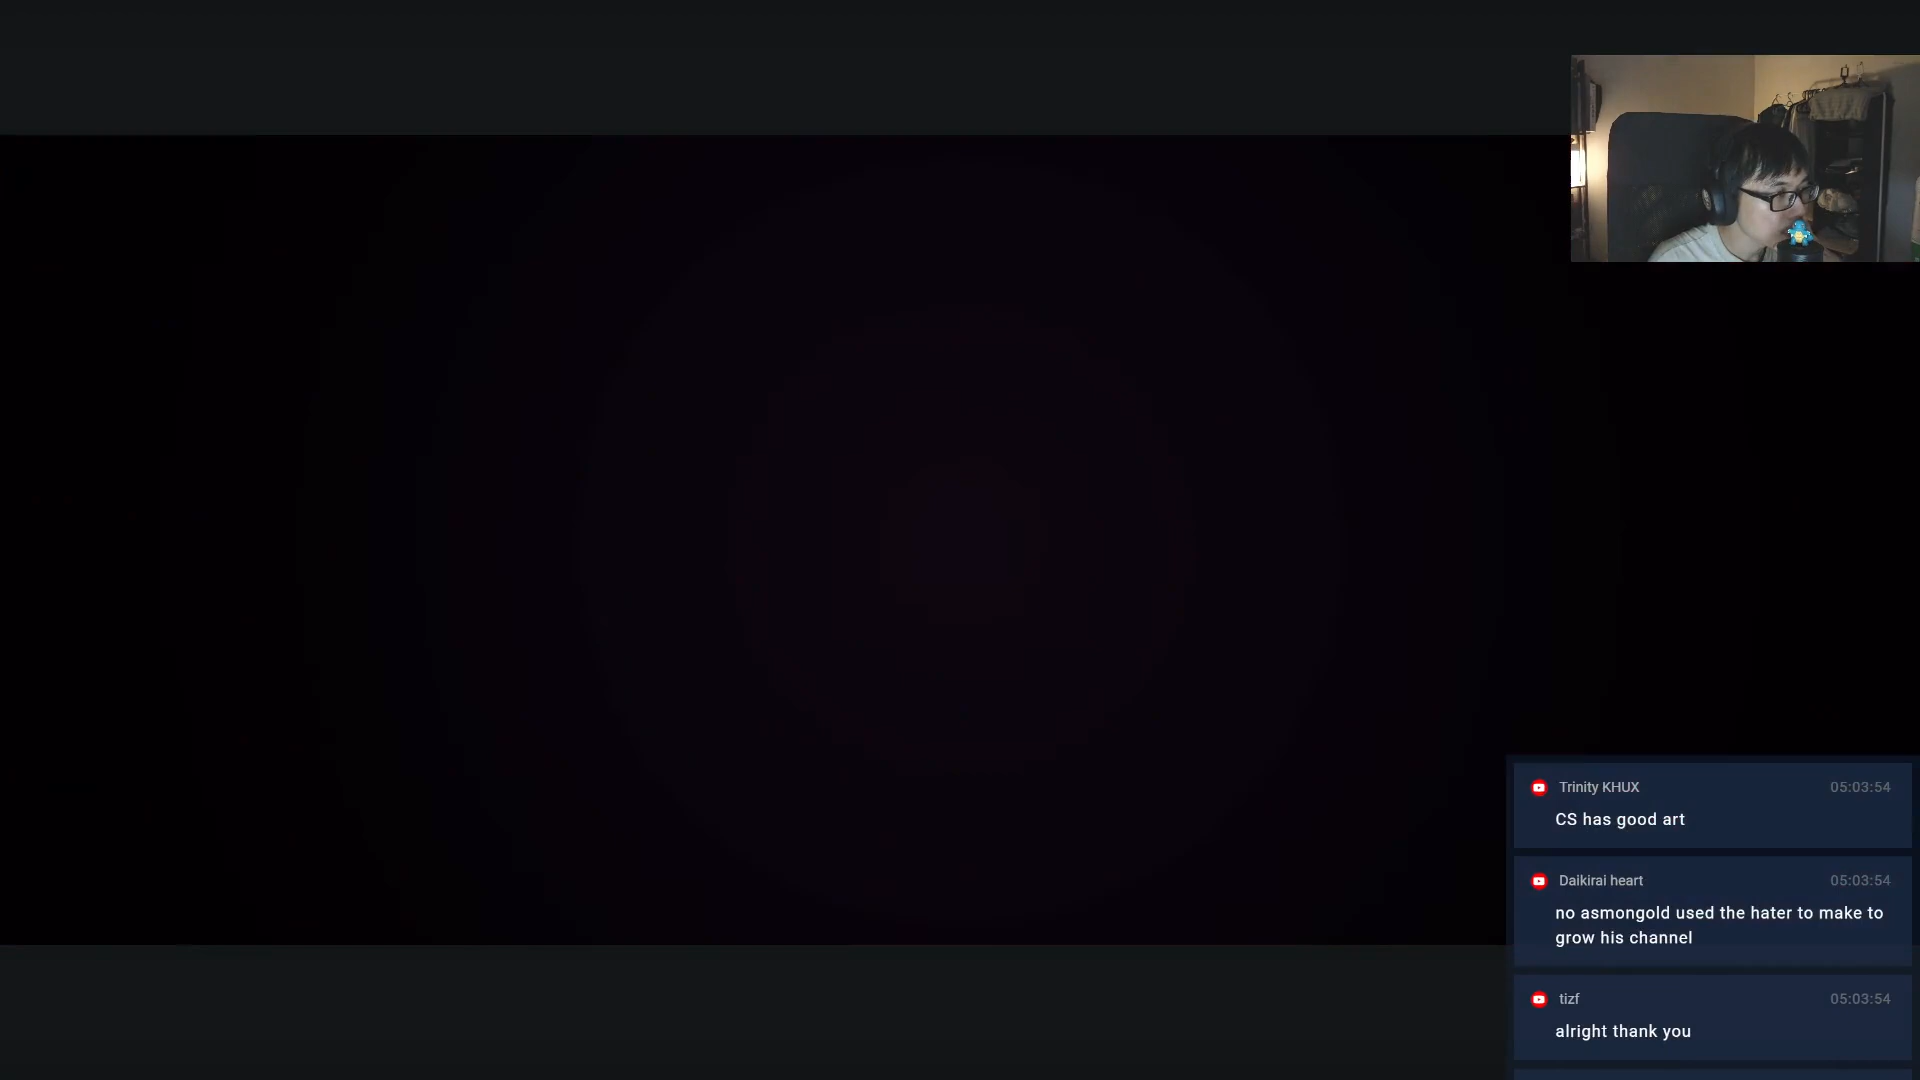 Trinity KHUX 05:03:54
CS has good art
Daikirai heart 05:03:54
no asmongold used the hater to make to
grow his channel
tizf 05:03:54
alright thank you